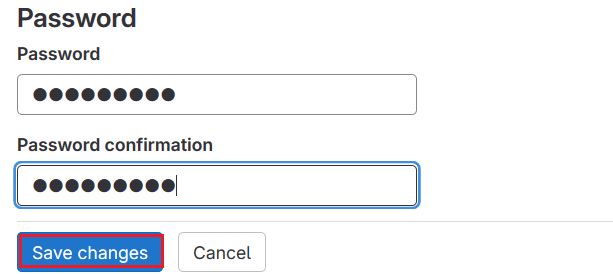 Password
Password
●●●●●●●●●
Password confirmation
●●●●●●●●●
Save changes
Cancel